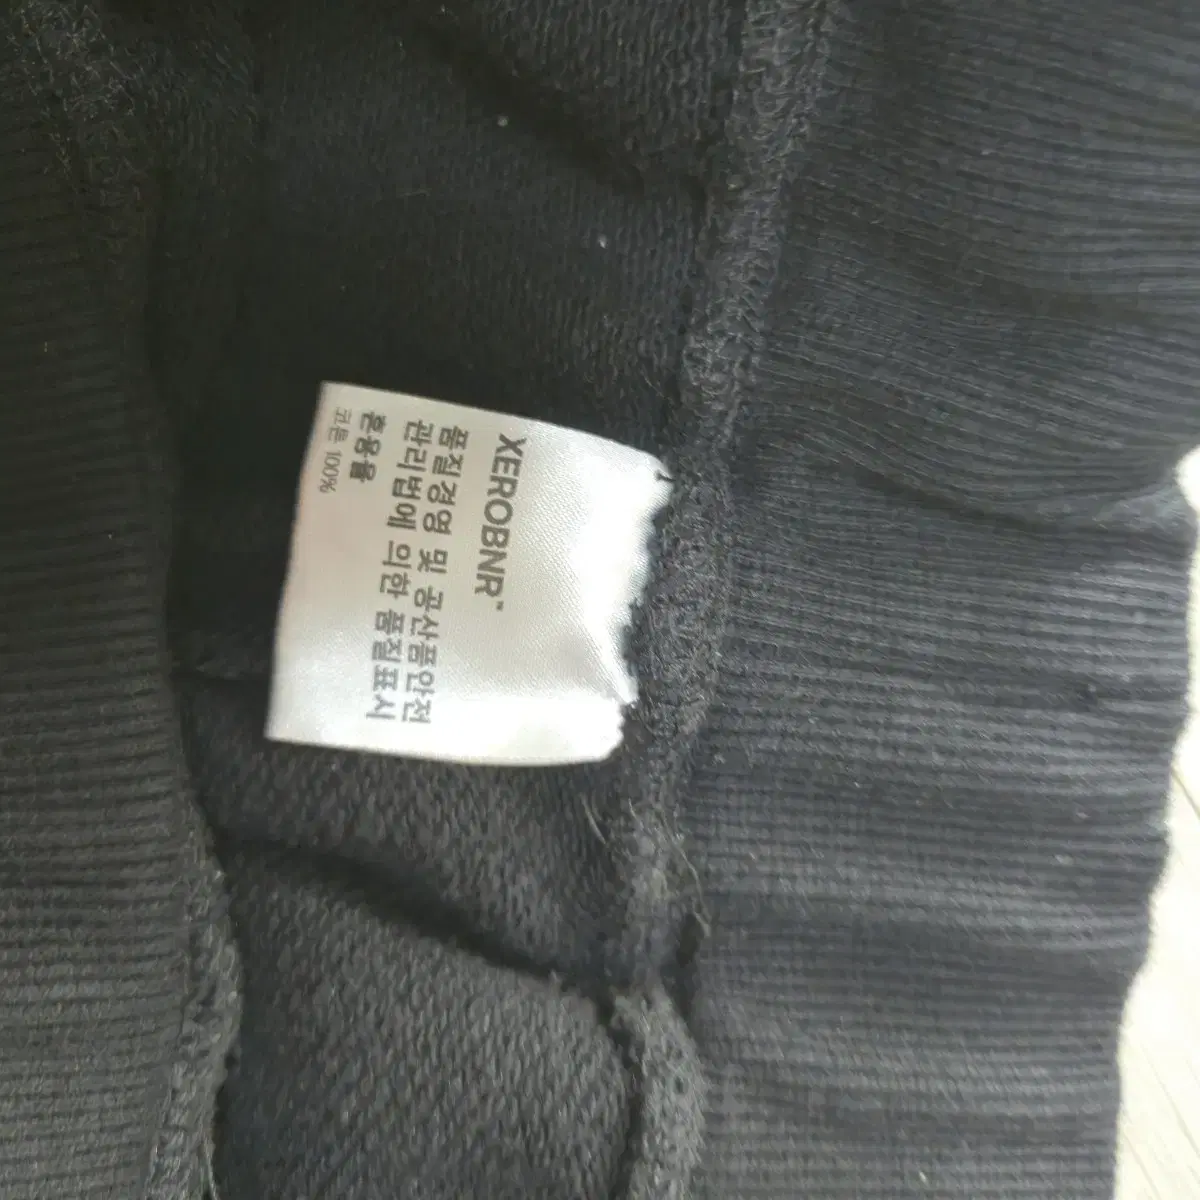 XEROBNR™
품질경영 및 공산품안전
관리법에 의한 품질표시
혼용율
코튼 100%